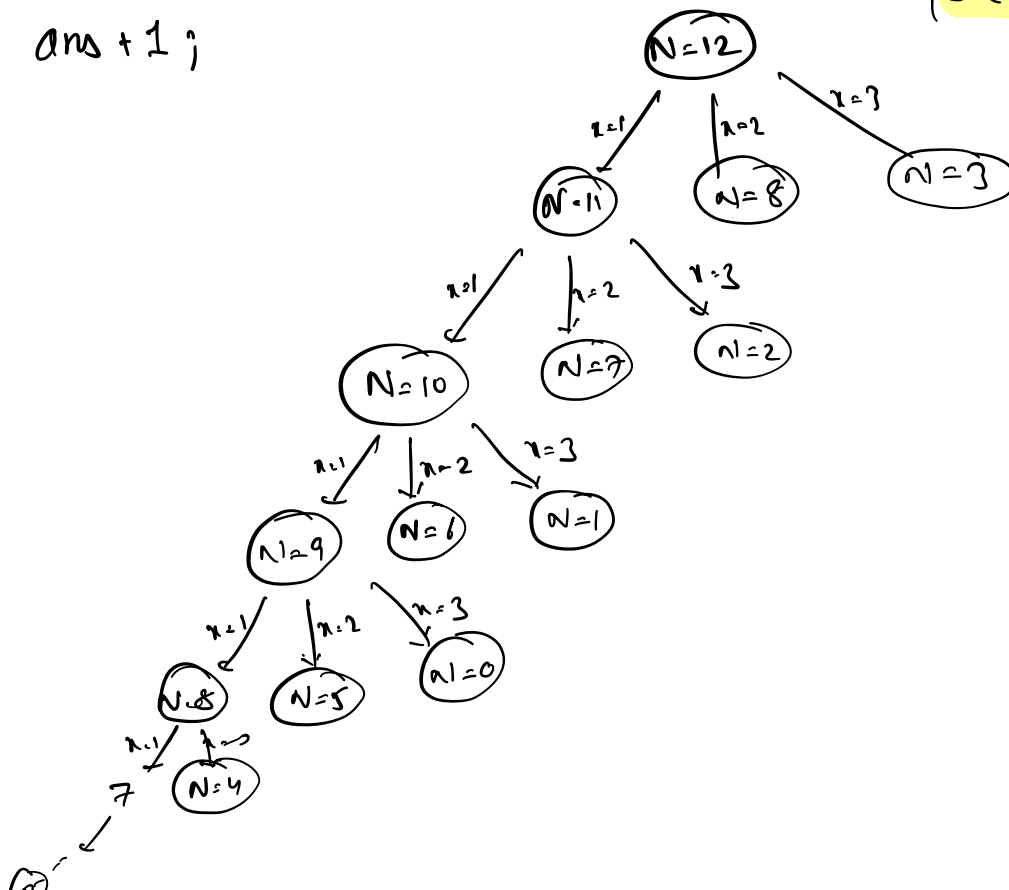 ans + 1 ;
N=12
x=1 x=2 x=3
N=11 N=8 N=3
x=1 x=2 x=3
N=10 N=7 N=2
x=1 x=2 x=3
N=9 N=6 N=1
x=1 x=2 x=3
N=8 N=5 N=0
x=1
7 N=4